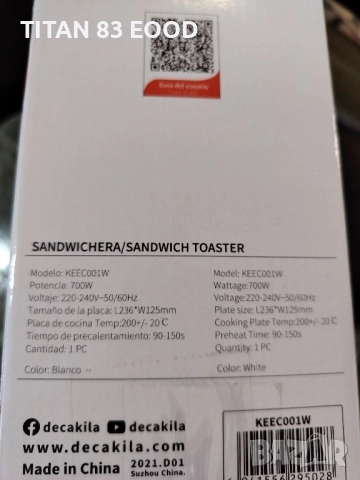 TITAN 83 EOOD
Guía del usuario
SANDWICHERA/SANDWICH TOASTER
Modelo: KEEC001W
Potencia: 700W
Voltaje: 220-240V~50/60Hz
Tamaño de la placa: L236*W125mm
Placa de cocina Temp:200+/- 20℃
Tiempo de precalentamiento: 90-150s
Cantidad: 1 PC
Color: Blanco
Model: KEEC001W
Wattage:700W
Voltage:220-240V~50/60Hz
Plate size: L236*W125mm
Cooking Plate Temp:200+/- 20℃
Preheat Time: 90-150s
Quantity: 1 PC
Color: White
decakila decakila
www.decakila.com
Made in China 2021.D01
Suzhou China.
KEEC001W
BAZAR